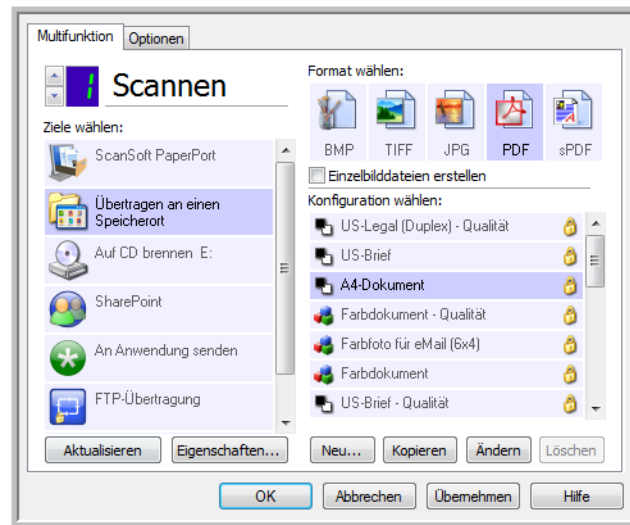 Multifunktion
Optionen
1
Scannen
Ziele wählen:
ScanSoft PaperPort
Übertragen an einen
Speicherort
Auf CD brennen E:
SharePoint
An Anwendung senden
FTP-Übertragung
Aktualisieren
Eigenschaften...
Format wählen:
BMP
TIFF
JPG
PDF
sPDF
Einzelbilddateien erstellen
Konfiguration wählen:
US-Legal (Duplex) - Qualität
US-Brief
A4-Dokument
Farbdokument - Qualität
Farbfoto für eMail (6x4)
Farbdokument
US-Brief - Qualität
Neu...
Kopieren
Ändern
Löschen
OK
Abbrechen
Übernehmen
Hilfe